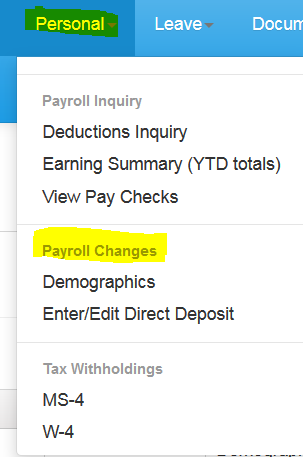 Personal Leave Docum
Payroll Inquiry
Deductions Inquiry
Earning Summary (YTD totals)
View Pay Checks
Payroll Changes
Demographics
Enter/Edit Direct Deposit
Tax Withholdings
MS-4
W-4